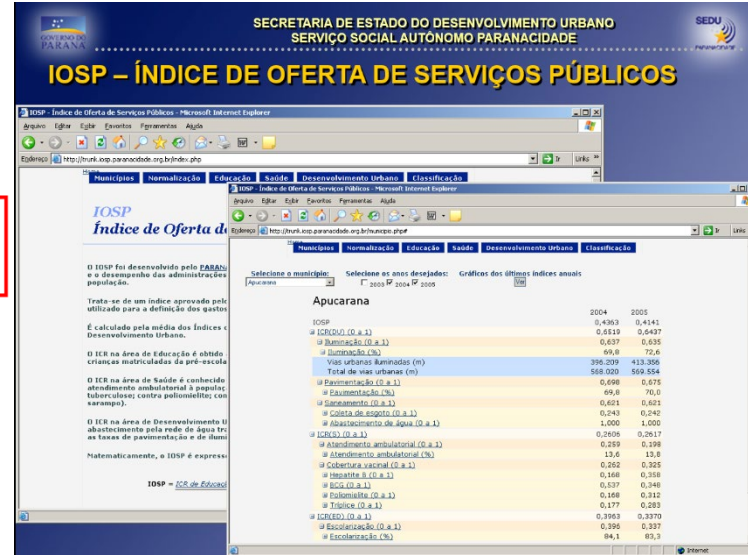 GOVERNO DO
PARANÁ
SECRETARIA DE ESTADO DO DESENVOLVIMENTO URBANO
SERVIÇO SOCIAL AUTÔNOMO PARANACIDADE
SEDU
PARANACIDADE
IOSP – ÍNDICE DE OFERTA DE SERVIÇOS PÚBLICOS
IOSP - Índice de Oferta de Serviços Públicos - Microsoft Internet Explorer
Arquivo Editar Exibir Favoritos Ferramentas Ajuda
Endereço http://trunk.iosp.paranacidade.org.br/index.php Ir Links
Home
Municípios Normalização Educação Saúde Desenvolvimento Urbano Classificação
IOSP
Índice de Oferta de
O IOSP foi desenvolvido pelo
e o desempenho das administrações
população.
Trata-se de um índice aprovado pelo
utilizado para a definição dos gastos
É calculado pela média dos Índices
Desenvolvimento Urbano.
O ICR na área de Educação é obtido
crianças matriculadas da pré-escola
O ICR na área de Saúde é conhecido
atendimento ambulatorial à
tuberculose; contra poliomielite;
sarampo).
O ICR na área de Desenvolvimento
abastecimento pela rede de água
as taxas de pavimentação e de
Matematicamente, o IOSP é
IOSP = ICR de
IOSP - Índice de Oferta de Serviços Públicos - Microsoft Internet Explorer
Arquivo Editar Exibir Favoritos Ferramentas Ajuda
Endereço http://trunk.iosp.paranacidade.org.br/municipio.php# Ir Links
Home
Municípios Normalização Educação Saúde Desenvolvimento Urbano Classificação
Selecione o município: Selecione os anos desejados: Gráficos dos últimos índices anuais
Apucarana 2003 2004 2005 Ver
Apucarana
2004 2005
IOSP 0,4363 0,4141
ICR(DU) (0 a 1) 0,6519 0,6437
Iluminação (0 a 1) 0,637 0,635
Iluminação (%) 69,8 72,6
Vias urbanas iluminadas (m) 396.209 413.356
Total de vias urbanas (m) 568.020 569.554
Pavimentação (0 a 1) 0,698 0,675
Pavimentação (%) 69,8 70,0
Saneamento (0 a 1) 0,621 0,621
Coleta de esgoto (0 a 1) 0,243 0,242
Abastecimento de água (0 a 1) 1,000 1,000
ICR(S) (0 a 1) 0,2606 0,2617
Atendimento ambulatorial (0 a 1) 0,259 0,198
Atendimento ambulatorial (%) 13,6 13,8
Cobertura vacinal (0 a 1) 0,262 0,325
Hepatite B (0 a 1) 0,168 0,358
BCG (0 a 1) 0,537 0,348
Poliomielite (0 a 1) 0,168 0,312
Tríplice (0 a 1) 0,177 0,283
ICR(ED) (0 a 1) 0,3963 0,3370
Escolarização (0 a 1) 0,396 0,337
Escolarização (%) 84,1 83,3
Internet